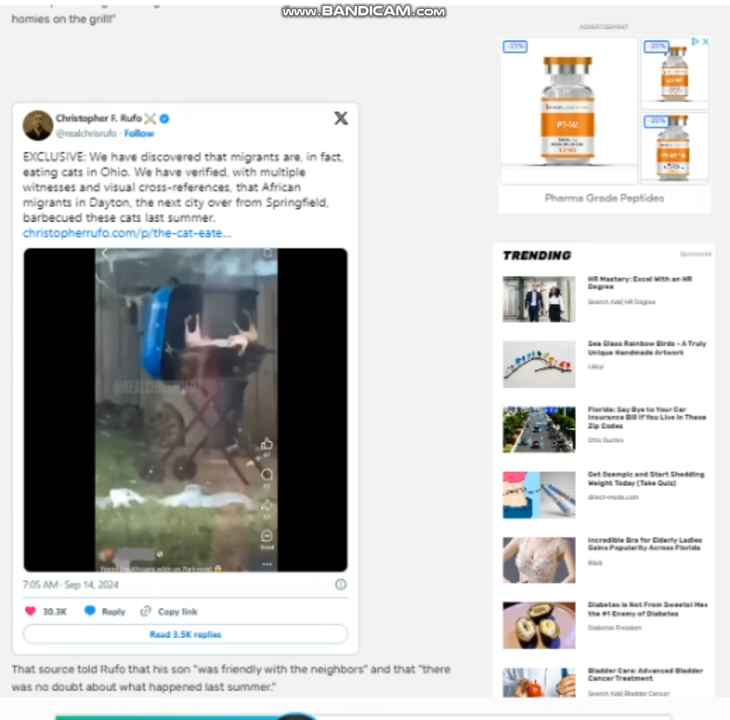 www.BANDICAM.com
homies on the grill!"
Christopher F. Rufo
@realchrisrufo · Follow
EXCLUSIVE: We have discovered that migrants are, in fact,
eating cats in Ohio. We have verified, with multiple
witnesses and visual cross-references, that African
migrants in Dayton, the next city over from Springfield,
barbecued these cats last summer.
christopherrufo.com/p/the-cat-eate...
@REALCHRISRUFO
7:05 AM · Sep 14, 2024
30.3K Reply Copy link
Read 3.5K replies
That source told Rufo that his son "was friendly with the neighbors" and that "there
was no doubt about what happened last summer."
ADVERTISEMENT
-25%
-20%
-20%
PT-141
Pharma Grade Peptides
TRENDING
Sponsored
HR Mastery: Excel With an HR
Degree
Search Ads| HR Degree
Sea Glass Rainbow Birds - A Truly
Unique Handmade Artwork
Florida: Say Bye to Your Car
Insurance Bill If You Live In These
Zip Codes
Otto Quotes
Get Ozempic and Start Shedding
Weight Today (Take Quiz)
direct-meds.com
Incredible Bra for Elderly Ladies
Gains Popularity Across Florida
Diabetes Is Not From Sweets! Meet
the #1 Enemy of Diabetes
Diabetes Freedom
Bladder Care: Advanced Bladder
Cancer Treatment
Search Ads| Bladder Cancer